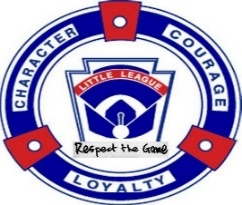 CHARACTER
COURAGE
LITTLE LEAGUE
Respect the Game
LOYALTY